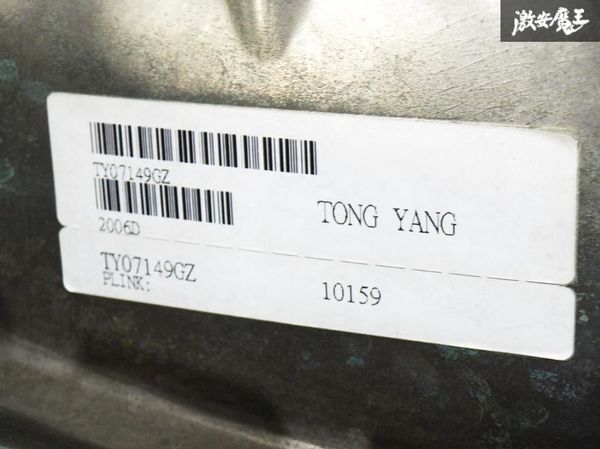 激安魔王
TY07149GZ
2006D
TONG YANG
TY07149GZ
PLINK:
10159